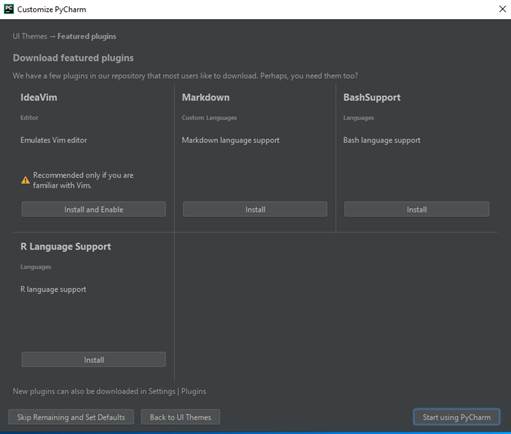 PC Customize PyCharm
UI Themes → Featured plugins
Download featured plugins
We have a few plugins in our repository that most users like to download. Perhaps, you need them too?
IdeaVim
Editor
Emulates Vim editor
Recommended only if you are
familiar with Vim.
Install and Enable
Markdown
Custom Languages
Markdown language support
Install
BashSupport
Languages
Bash language support
Install
R Language Support
Languages
R language support
Install
New plugins can also be downloaded in Settings | Plugins
Skip Remaining and Set Defaults
Back to UI Themes
Start using PyCharm